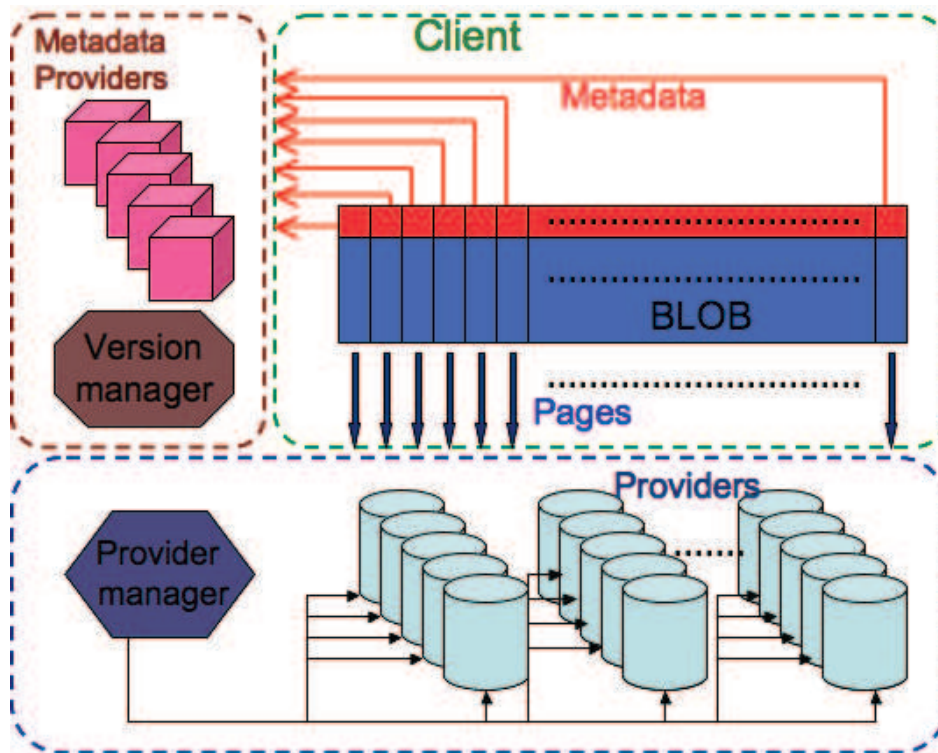 Metadata
Providers
Client
Metadata
BLOB
Version
manager
Pages
Providers
Provider
manager